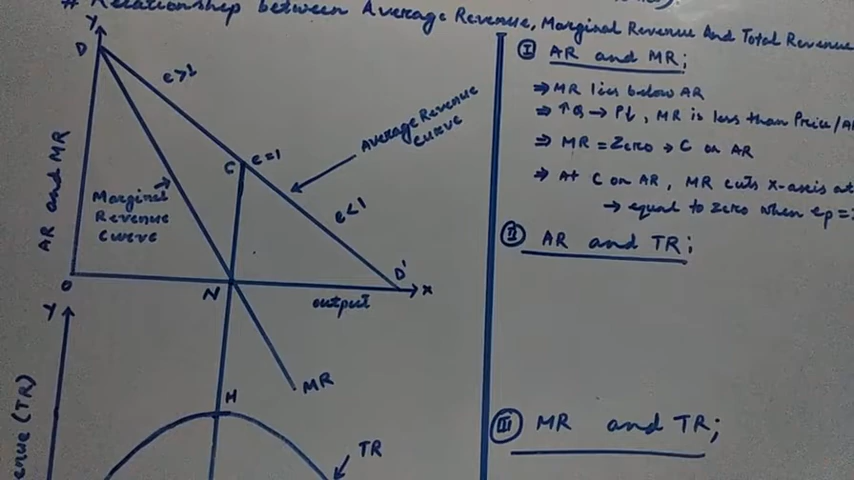 # Relationship between Average Revenue, Marginal Revenue And Total Revenue
Y
D
e>1
C e=1
Average Revenue
Curve
AR and MR
Marginal
Revenue
Curve
e<1
D'
O
N
output
X
Y
MR
H
TR
(TR)
I AR and MR;
⇒ MR lies below AR
⇒ ↑Q → P↓, MR is less than Price/
⇒ MR = Zero → C on AR
⇒ At C on AR, MR cuts X-axis at
→ equal to zero when ep =
II AR and TR;
III MR and TR;